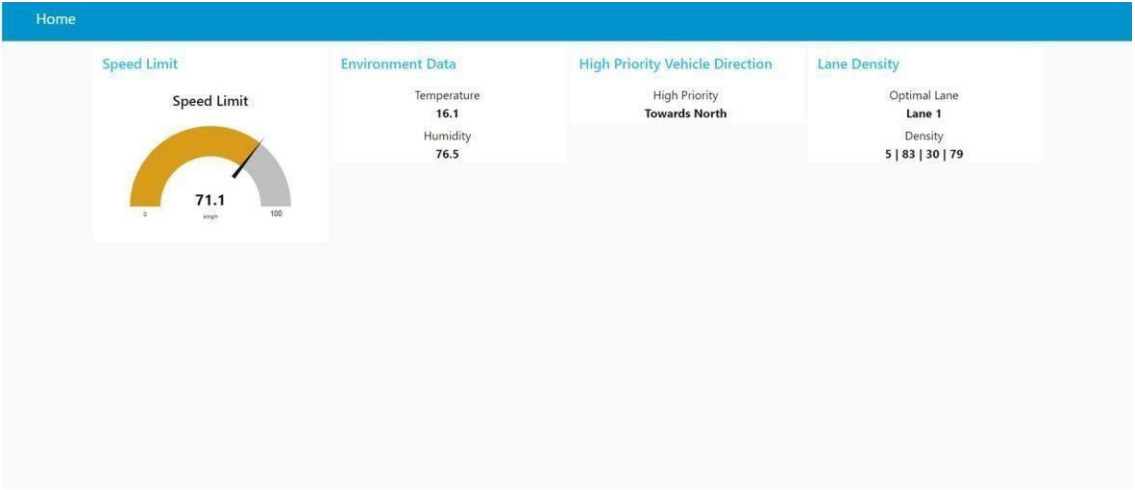 Home
Speed Limit
Speed Limit
71.1
kmph
0
100
Environment Data
Temperature
16.1
Humidity
76.5
High Priority Vehicle Direction
High Priority
Towards North
Lane Density
Optimal Lane
Lane 1
Density
5 | 83 | 30 | 79